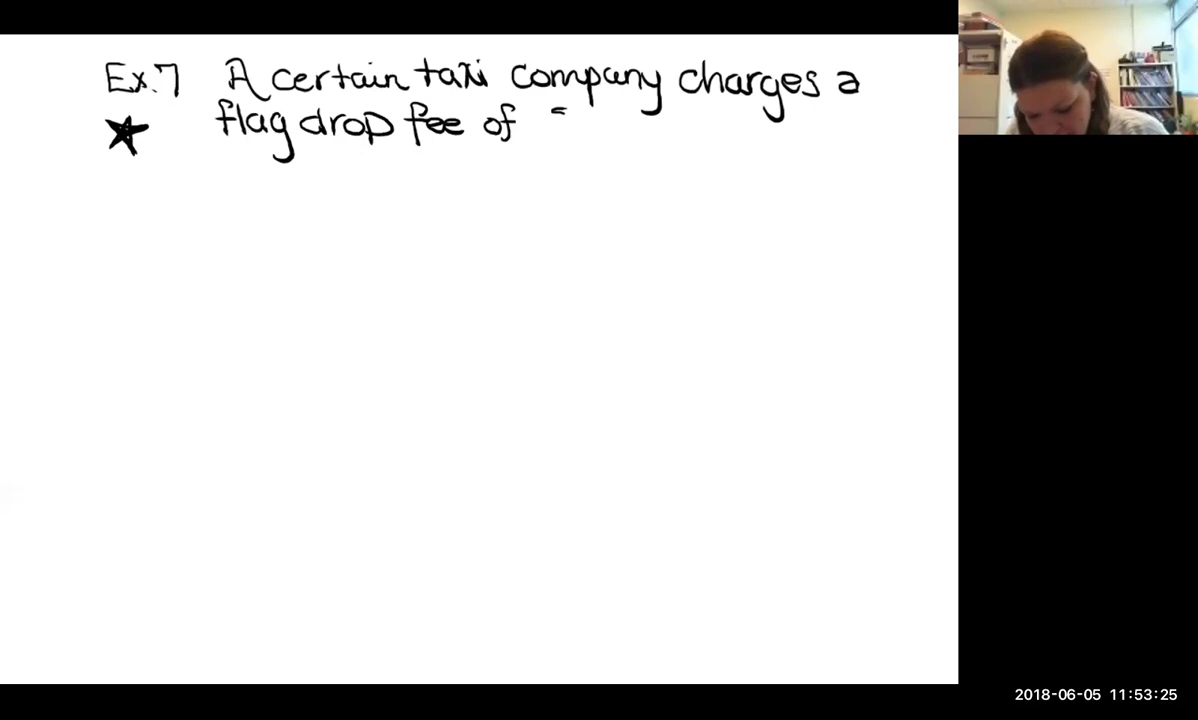 Ex.7 A certain taxi company charges a
flag drop fee of
2018-06-05 11:53:25